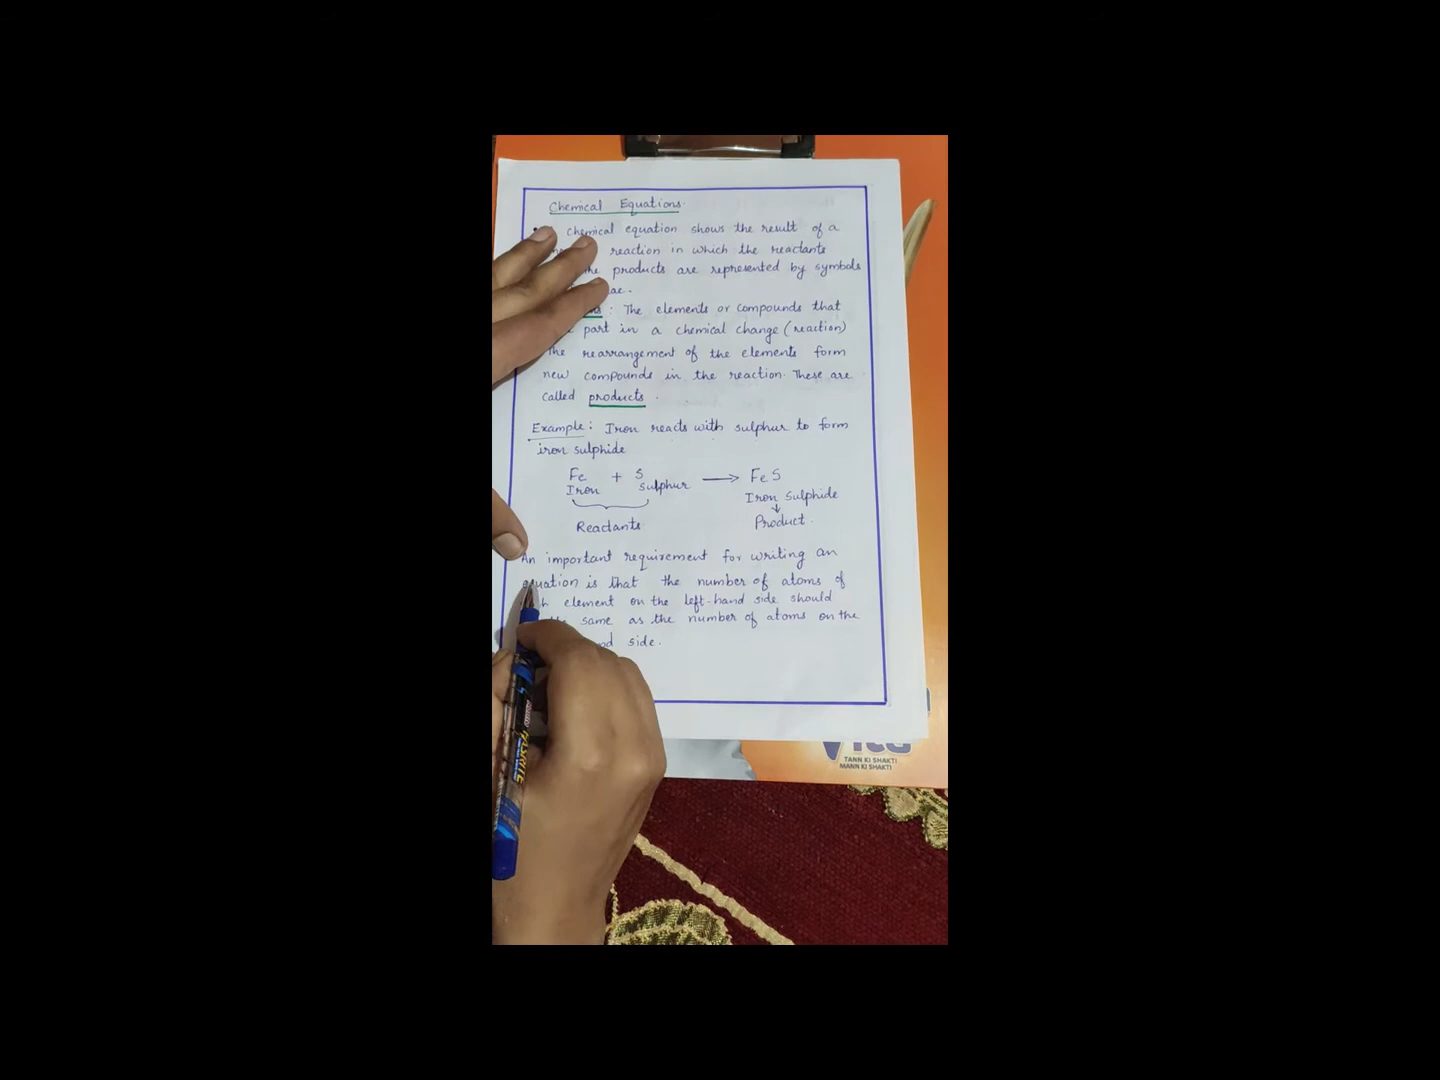 Chemical Equations.
chemical equation shows the result of a
reaction in which the reactants
products are represented by symbols
: The elements or compounds that
part in a chemical change (reaction)
The rearrangement of the elements form
new compounds in the reaction. These are
called products.
Example: Iron reacts with sulphur to form
iron sulphide
Fe + S → FeS
Iron Sulphur Iron Sulphide
Reactants Product.
An important requirement for writing an
equation is that the number of atoms of
element on the left-hand side should
the same as the number of atoms on the
side.
TANN KI SHAKTI
MANN KI SHAKTI